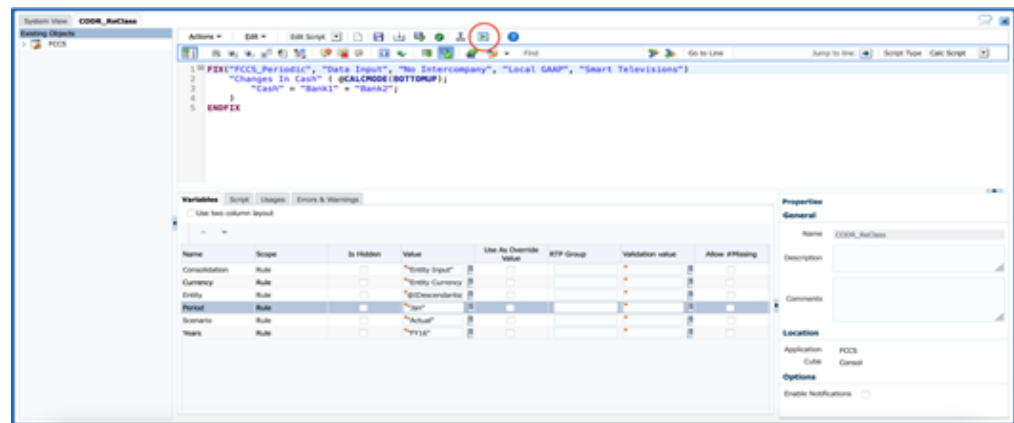 System View CODR_ReClass
Existing Objects
FCCS
Actions Edit Edit Script
Find Go to Line Jump to line: Script Type Calc Script
1 FIX("FCCS_Periodic", "Data Input", "No Intercompany", "Local GAAP", "Smart Televisions")
2 "Changes In Cash" ( @CALCMODE(BOTTOMUP);
3 "Cash" = "Bank1" + "Bank2";
4 )
5 ENDFIX
Variables Script Usages Errors & Warnings
Use two column layout
Name Scope Is Hidden Value Use As Override Value RTP Group Validation value Allow #Missing
Consolidation Rule "Entity Input"
Currency Rule "Entity Currency
Entity Rule
Period Rule "Jan"
Scenario Rule "Actual"
Years Rule "FY16"
Properties
General
Name CODR_ReClass
Description
Comments
Location
Application FCCS
Cube Consol
Options
Enable Notifications